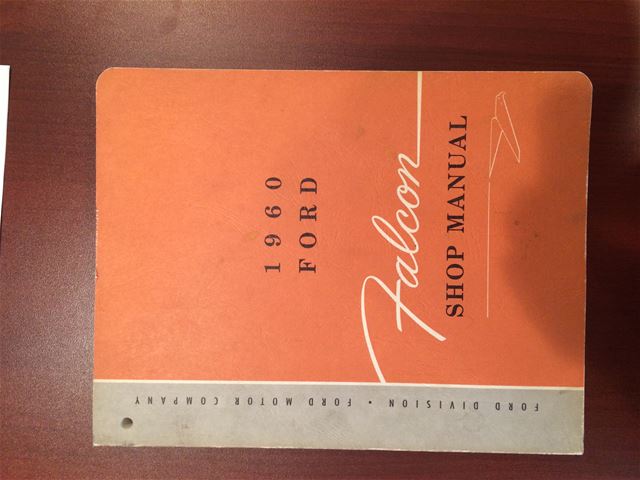 1960
FORD
Falcon
SHOP MANUAL
FORD DIVISION • FORD MOTOR COMPANY